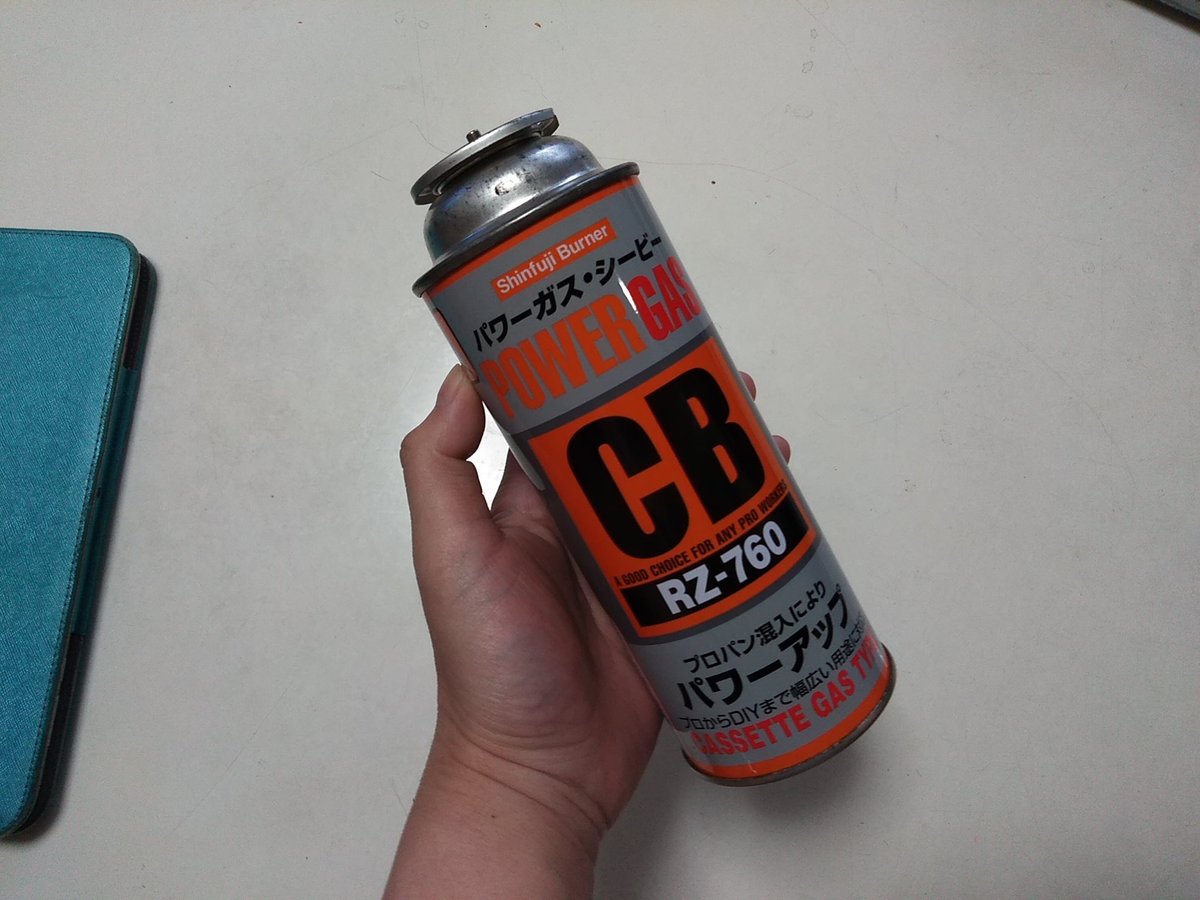 Shinfuji Burner
パワーガス・シービー
POWER GAS
CB
A GOOD CHOICE FOR ANY PRO WORKERS
RZ-760
プロパン混入により
パワーアップ
プロからDIYまで幅広い用途に
CASSETTE GAS